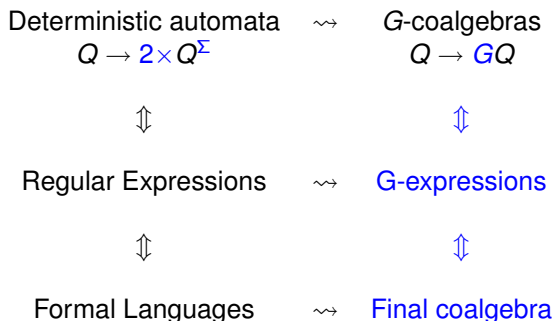 Deterministic automata ⇝ G-coalgebras
Q → 2×Q^Σ Q → GQ
⇕ ⇕
Regular Expressions ⇝ G-expressions
⇕ ⇕
Formal Languages ⇝ Final coalgebra